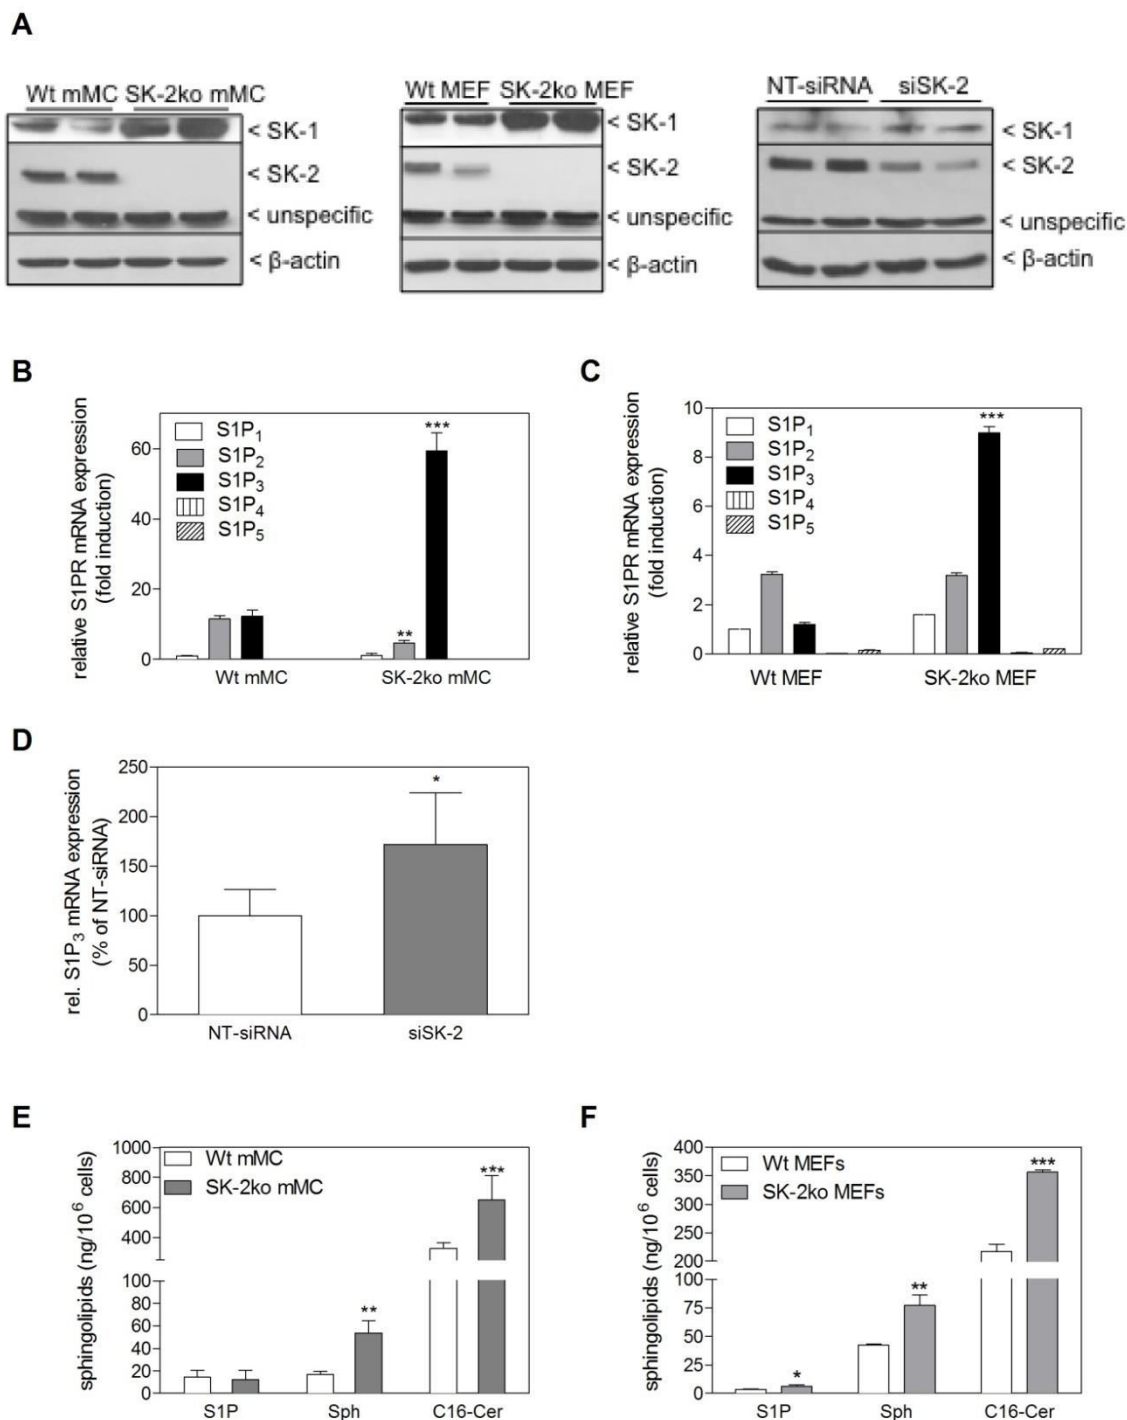 A
Wt mMC SK-2ko mMC
< SK-1
< SK-2
< unspecific
< β-actin
Wt MEF SK-2ko MEF
< SK-1
< SK-2
< unspecific
< β-actin
NT-siRNA siSK-2
< SK-1
< SK-2
< unspecific
< β-actin
B
relative S1PR mRNA expression
(fold induction)
60
40
20
0
S1P1
S1P2
S1P3
S1P4
S1P5
**
***
Wt mMC SK-2ko mMC
C
relative S1PR mRNA expression
(fold induction)
10
8
6
4
2
0
S1P1
S1P2
S1P3
S1P4
S1P5
***
Wt MEF SK-2ko MEF
D
rel. S1P3 mRNA expression
(% of NT-siRNA)
250
200
150
100
50
0
*
NT-siRNA siSK-2
E
sphingolipids (ng/10^6 cells)
1000
800
600
400
100
80
60
40
20
0
Wt mMC
SK-2ko mMC
**
***
S1P Sph C16-Cer
F
sphingolipids (ng/10^6 cells)
400
350
300
250
200
100
75
50
25
0
Wt MEFs
SK-2ko MEFs
*
**
***
S1P Sph C16-Cer